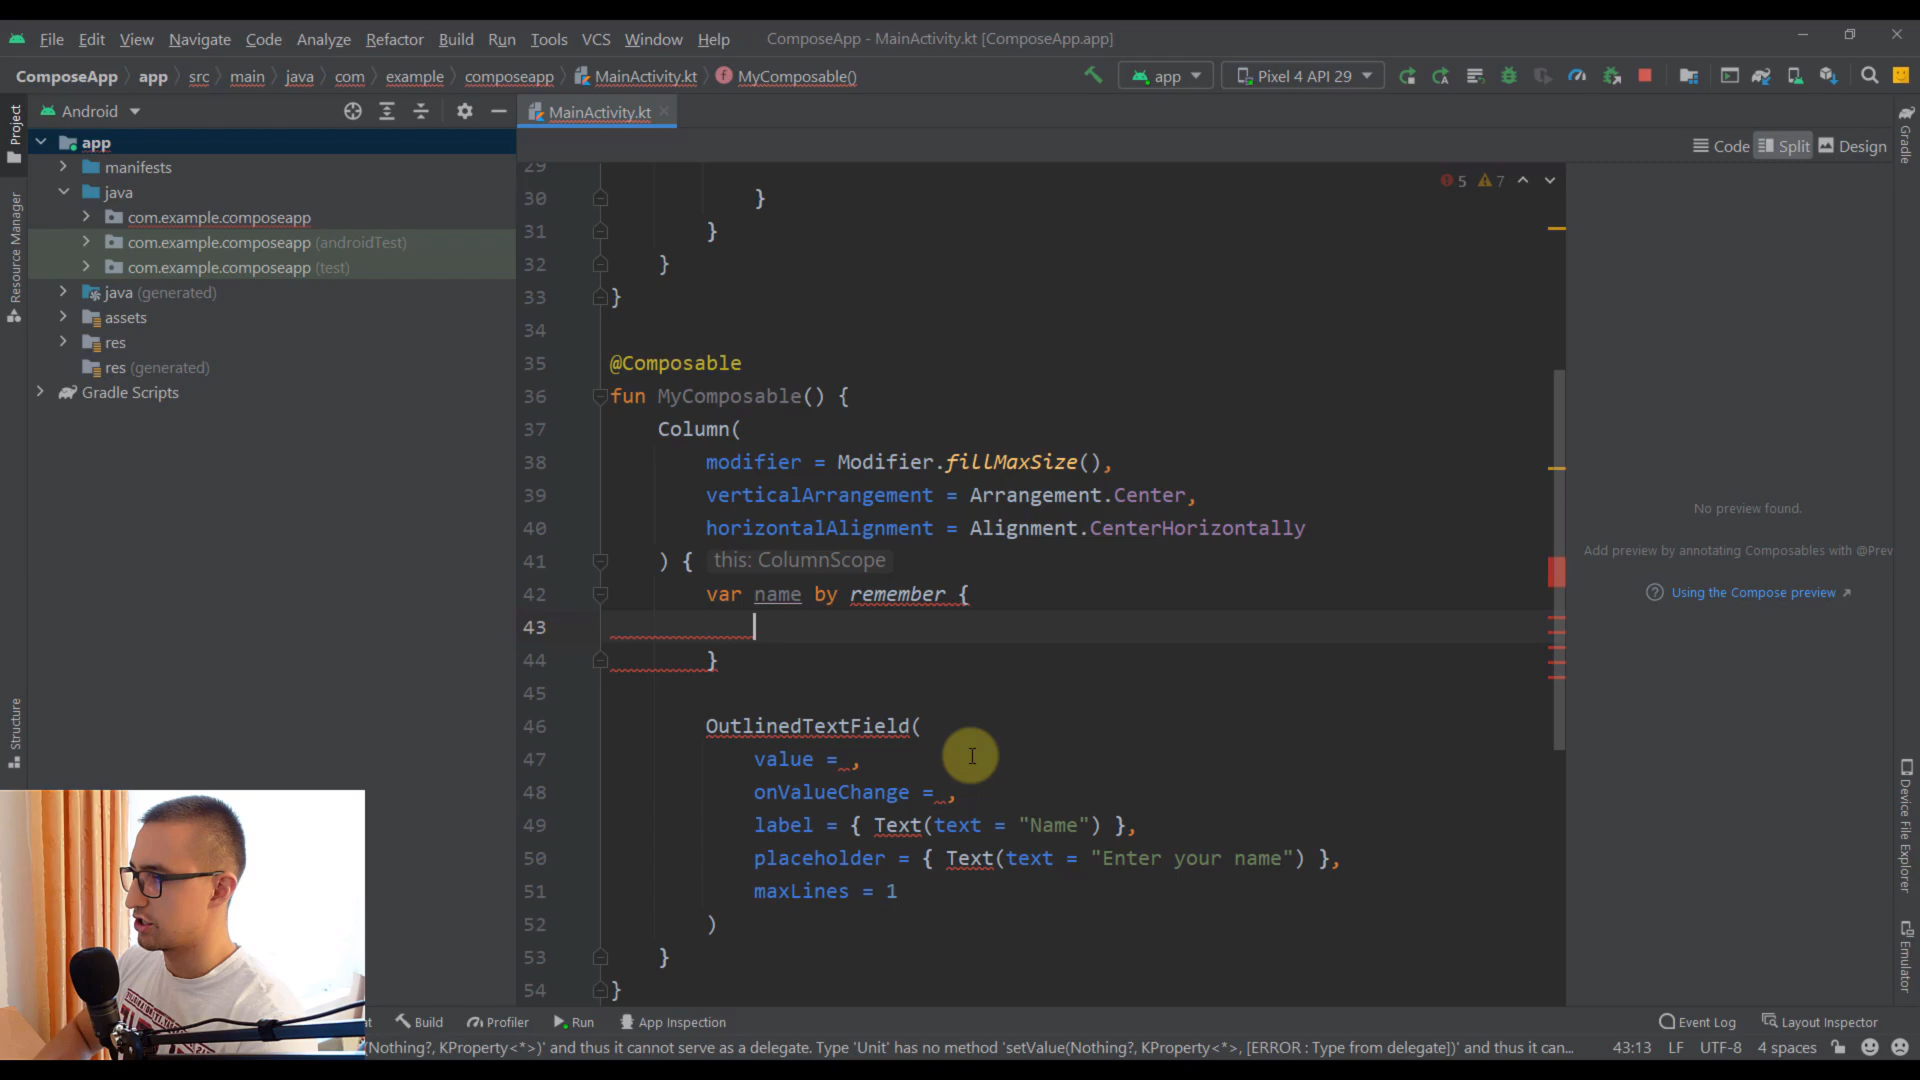 File Edit View Navigate Code Analyze Refactor Build Run Tools VCS Window Help ComposeApp - MainActivity.kt [ComposeApp.app]
ComposeApp app src main java com example composeapp MainActivity.kt MyComposable() app Pixel 4 API 29
Project
Resource Manager
Structure
Android
app
manifests
java
com.example.composeapp
com.example.composeapp (androidTest)
com.example.composeapp (test)
java (generated)
assets
res
res (generated)
Gradle Scripts
MainActivity.kt
Code Split Design
5 7
29
30 }
31 }
32 }
33 }
34
35 @Composable
36 fun MyComposable() {
37 Column(
38 modifier = Modifier.fillMaxSize(),
39 verticalArrangement = Arrangement.Center,
40 horizontalAlignment = Alignment.CenterHorizontally
41 ) { this: ColumnScope
42 var name by remember {
43
44 }
45
46 OutlinedTextField(
47 value = ,
48 onValueChange = ,
49 label = { Text(text = "Name") },
50 placeholder = { Text(text = "Enter your name") },
51 maxLines = 1
52 )
53 }
54 }
No preview found.
Add preview by annotating Composables with @Prev
Using the Compose preview
Gradle
Device File Explorer
Emulator
Build Profiler Run App Inspection Event Log Layout Inspector
(Nothing?, KProperty<*>)' and thus it cannot serve as a delegate. Type 'Unit' has no method 'setValue(Nothing?, KProperty<*>, [ERROR : Type from delegate])' and thus it can... 43:13 LF UTF-8 4 spaces